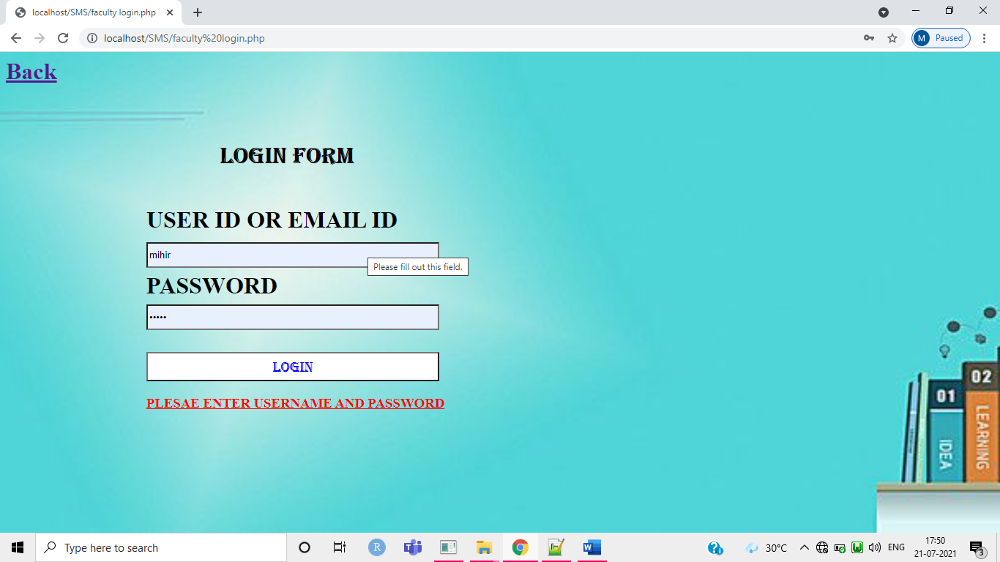 localhost/SMS/faculty login.php
localhost/SMS/faculty%20login.php
M Paused
Back
LOGIN FORM
USER ID OR EMAIL ID
mihir
Please fill out this field.
PASSWORD
•••••
LOGIN
PLESAE ENTER USERNAME AND PASSWORD
01
IDEA
02
LEARNING
Type here to search
R
30°C
ENG
17:50
21-07-2021
3